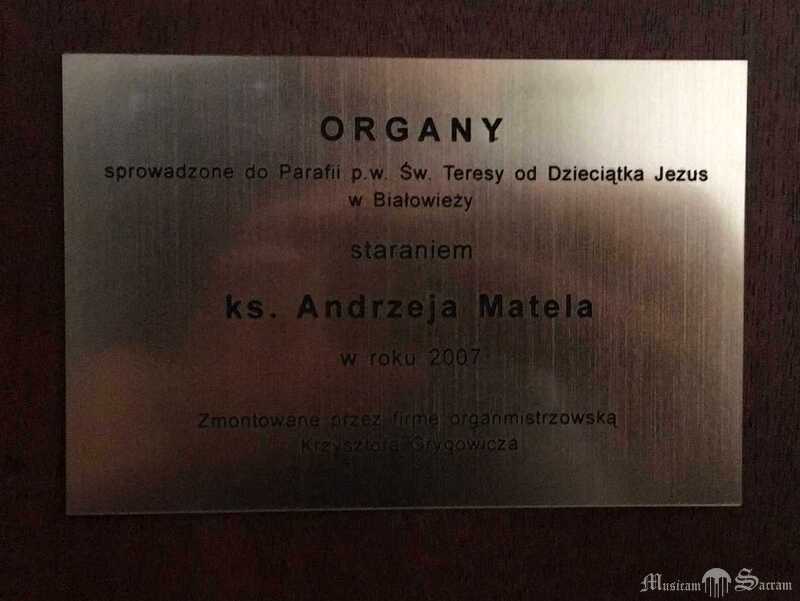 ORGANY
sprowadzone do Parafii p.w. Św. Teresy od Dzieciątka Jezus
w Białowieży
staraniem
ks. Andrzeja Matela
w roku 2007
Zmontowane przez firmę organmistrzowską
Krzysztofa Grygowicza
Musicam Sacram